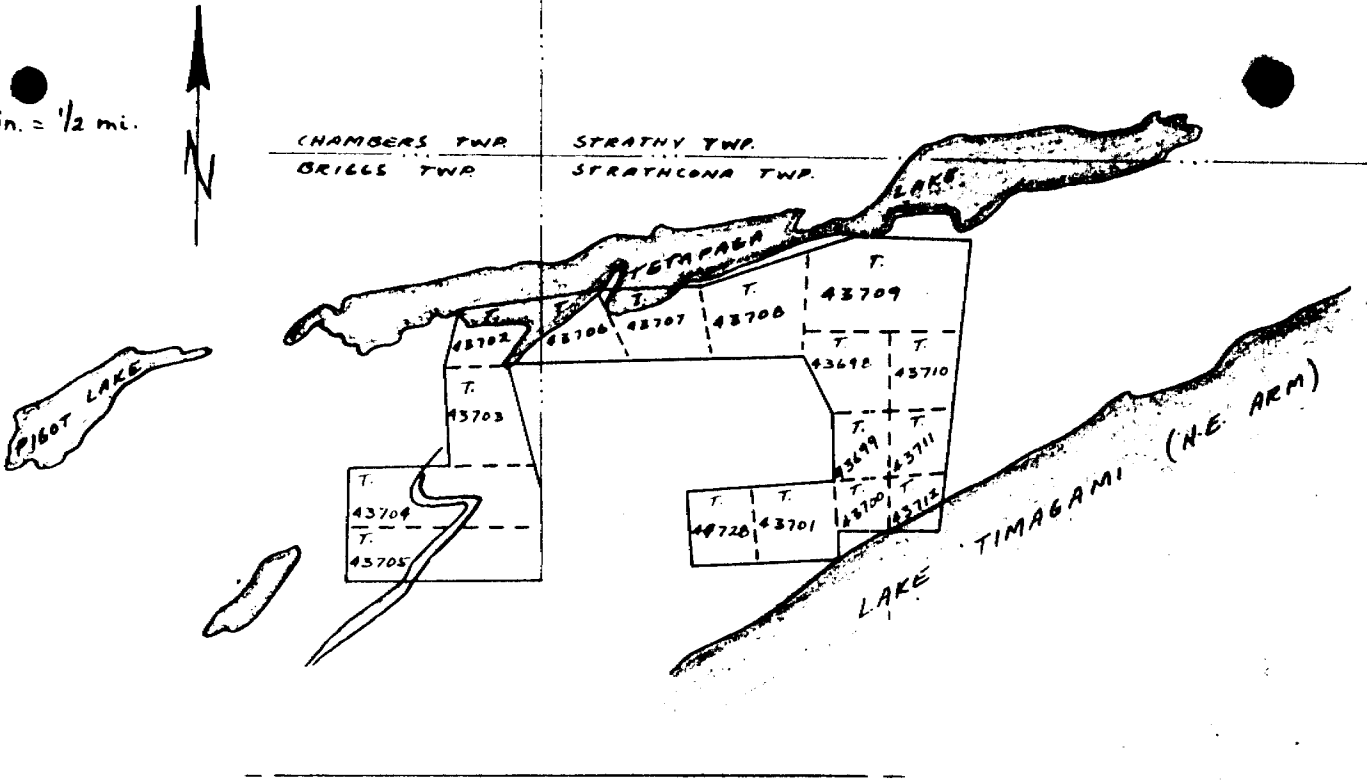 in. = 1/2 mi.
N
CHAMBERS TWP.
STRATHY TWP.
BRIGGS TWP.
STRATHCONA TWP.
LAKE
TETAPAGA
PIGOT LAKE
T.
43709
T.
43702
T.
43706
T.
43707
T.
43708
T.
43698
T.
43710
T.
43703
T.
43699
T.
43711
T.
43704
T.
43705
T.
44728
T.
43701
T.
43700
T.
43712
LAKE TIMAGAMI (N.E. ARM)